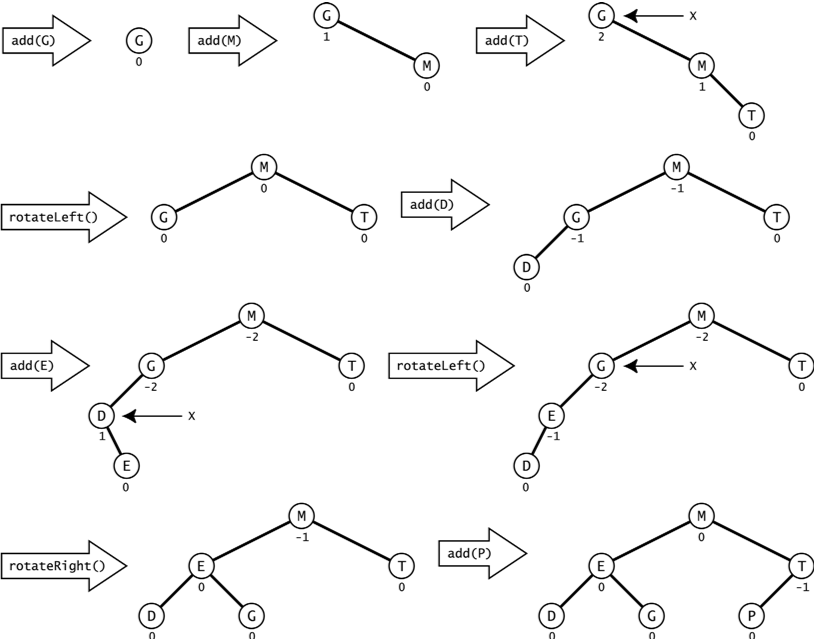 add(G)
G
0
add(M)
G
1
M
0
add(T)
G
X
2
M
1
T
0
rotateLeft()
M
0
G
0
T
0
add(D)
M
-1
G
-1
T
0
D
0
add(E)
M
-2
G
-2
T
0
D
X
1
E
0
rotateLeft()
M
-2
G
X
-2
T
0
E
-1
D
0
rotateRight()
M
-1
E
0
T
0
D
0
G
0
add(P)
M
0
E
0
T
-1
D
0
G
0
P
0